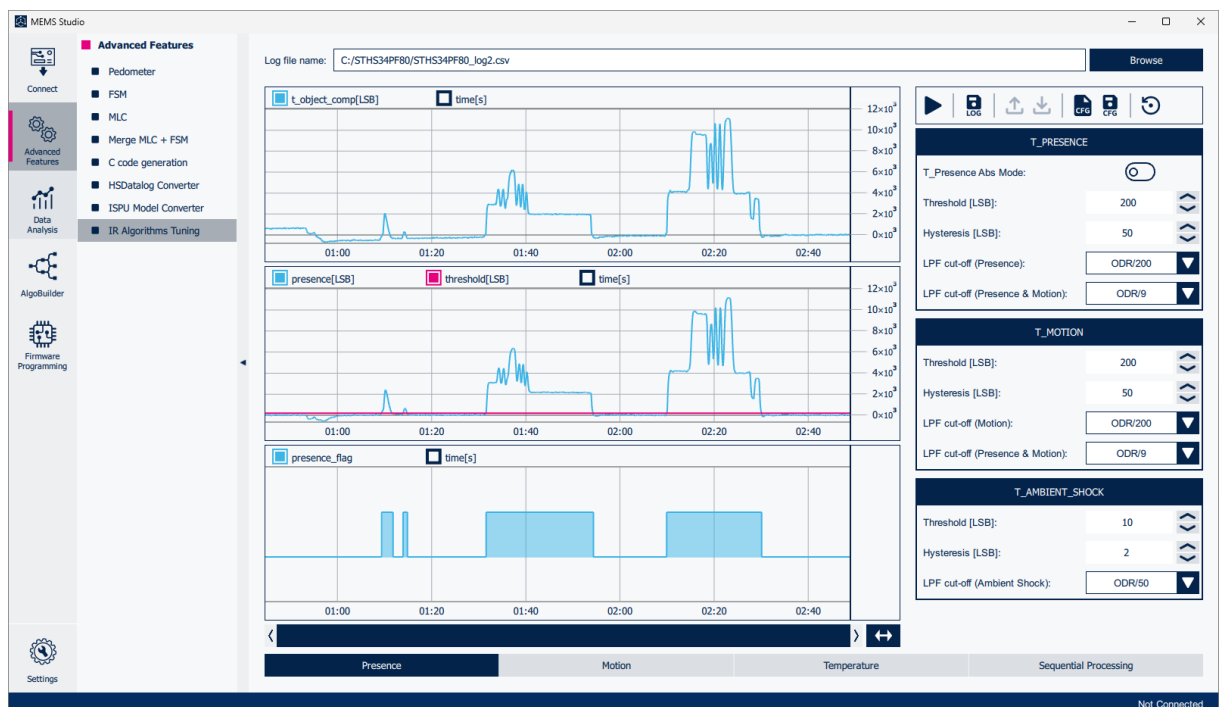 MEMS Studio
Connect
Advanced
Features
Data
Analysis
AlgoBuilder
Firmware
Programming
Settings
Advanced Features
Pedometer
FSM
MLC
Merge MLC + FSM
C code generation
HSDatalog Converter
ISPU Model Converter
IR Algorithms Tuning
Log file name: C:/STHS34PF80/STHS34PF80_log2.csv Browse
t_object_comp[LSB] time[s]
12×10³
10×10³
8×10³
6×10³
4×10³
2×10³
0×10³
01:00 01:20 01:40 02:00 02:20 02:40
presence[LSB] threshold[LSB] time[s]
12×10³
10×10³
8×10³
6×10³
4×10³
2×10³
0×10³
01:00 01:20 01:40 02:00 02:20 02:40
presence_flag time[s]
01:00 01:20 01:40 02:00 02:20 02:40
Presence Motion Temperature Sequential Processing
LOG CFG CFG
T_PRESENCE
T_Presence Abs Mode:
Threshold [LSB]: 200
Hysteresis [LSB]: 50
LPF cut-off (Presence): ODR/200
LPF cut-off (Presence & Motion): ODR/9
T_MOTION
Threshold [LSB]: 200
Hysteresis [LSB]: 50
LPF cut-off (Motion): ODR/200
LPF cut-off (Presence & Motion): ODR/9
T_AMBIENT_SHOCK
Threshold [LSB]: 10
Hysteresis [LSB]: 2
LPF cut-off (Ambient Shock): ODR/50
Not Connected